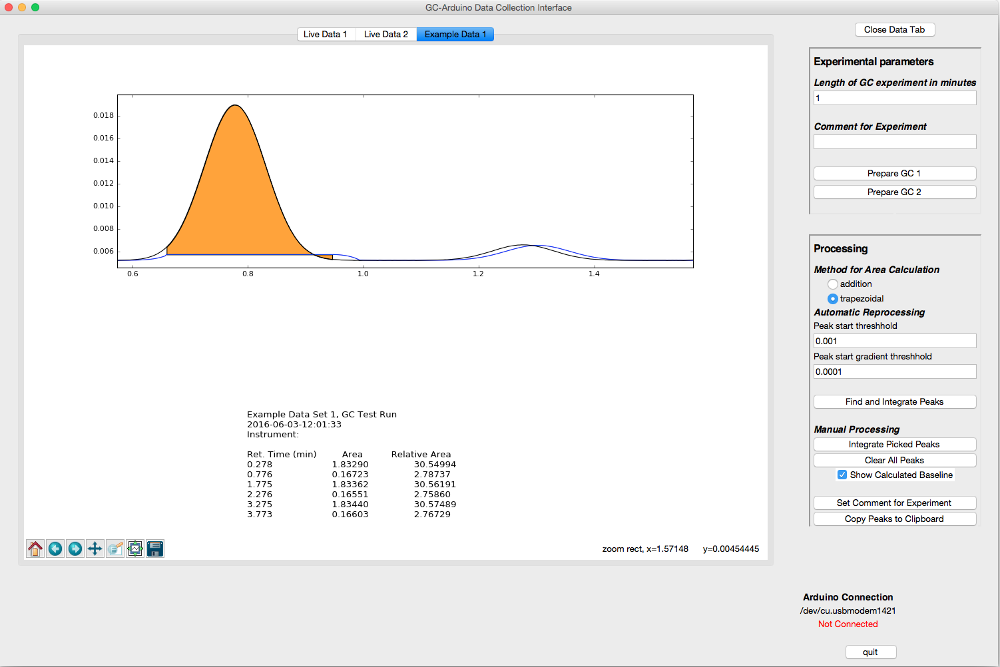 GC-Arduino Data Collection Interface
Live Data 1 Live Data 2 Example Data 1
Close Data Tab
0.018
0.016
0.014
0.012
0.010
0.008
0.006
0.6 0.8 1.0 1.2 1.4
Example Data Set 1, GC Test Run
2016-06-03-12:01:33
Instrument:
Ret. Time (min) Area Relative Area
0.278 1.83290 30.54994
0.776 0.16723 2.78737
1.775 1.83362 30.56191
2.276 0.16551 2.75860
3.275 1.83440 30.57489
3.773 0.16603 2.76729
zoom rect, x=1.57148 y=0.00454445
Experimental parameters
Length of GC experiment in minutes
1
Comment for Experiment
Prepare GC 1
Prepare GC 2
Processing
Method for Area Calculation
addition
trapezoidal
Automatic Reprocessing
Peak start threshhold
0.001
Peak start gradient threshhold
0.0001
Find and Integrate Peaks
Manual Processing
Integrate Picked Peaks
Clear All Peaks
Show Calculated Baseline
Set Comment for Experiment
Copy Peaks to Clipboard
Arduino Connection
/dev/cu.usbmodem1421
Not Connected
quit